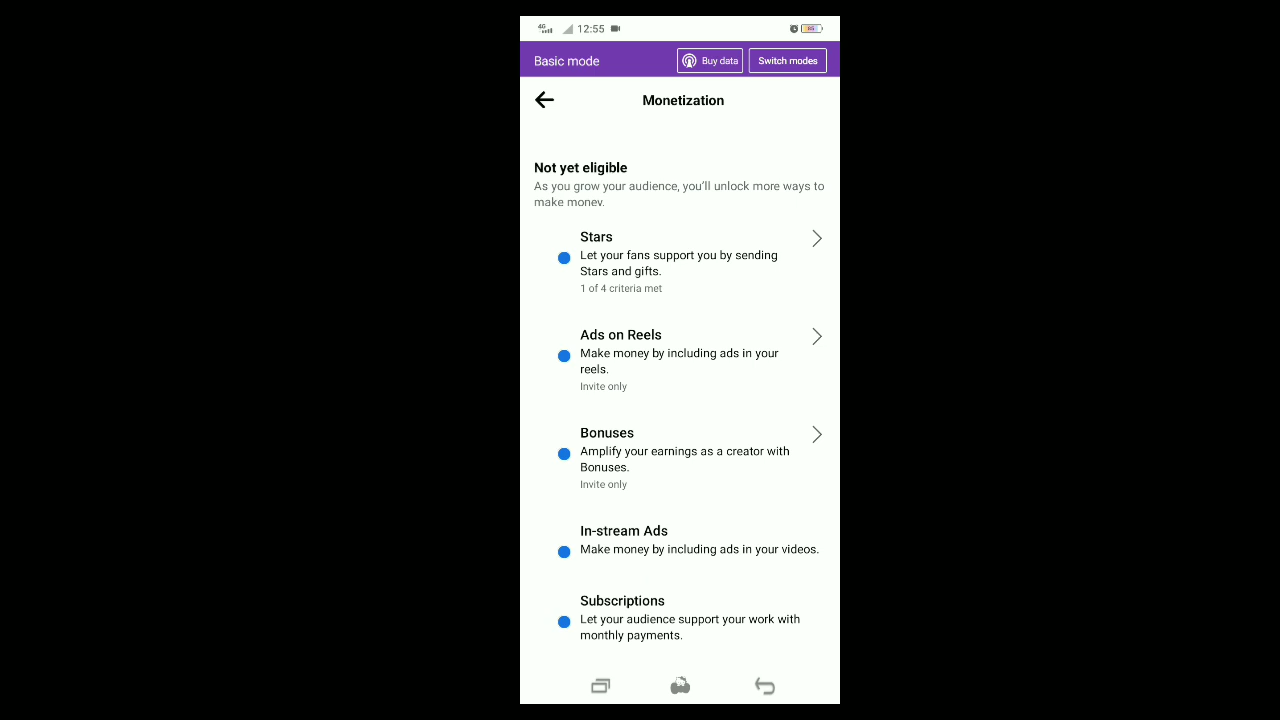 4G 12:55 85
Basic mode Buy data Switch modes
Monetization
Not yet eligible
As you grow your audience, you'll unlock more ways to
make money.
Stars
Let your fans support you by sending
Stars and gifts.
1 of 4 criteria met
Ads on Reels
Make money by including ads in your
reels.
Invite only
Bonuses
Amplify your earnings as a creator with
Bonuses.
Invite only
In-stream Ads
Make money by including ads in your videos.
Subscriptions
Let your audience support your work with
monthly payments.